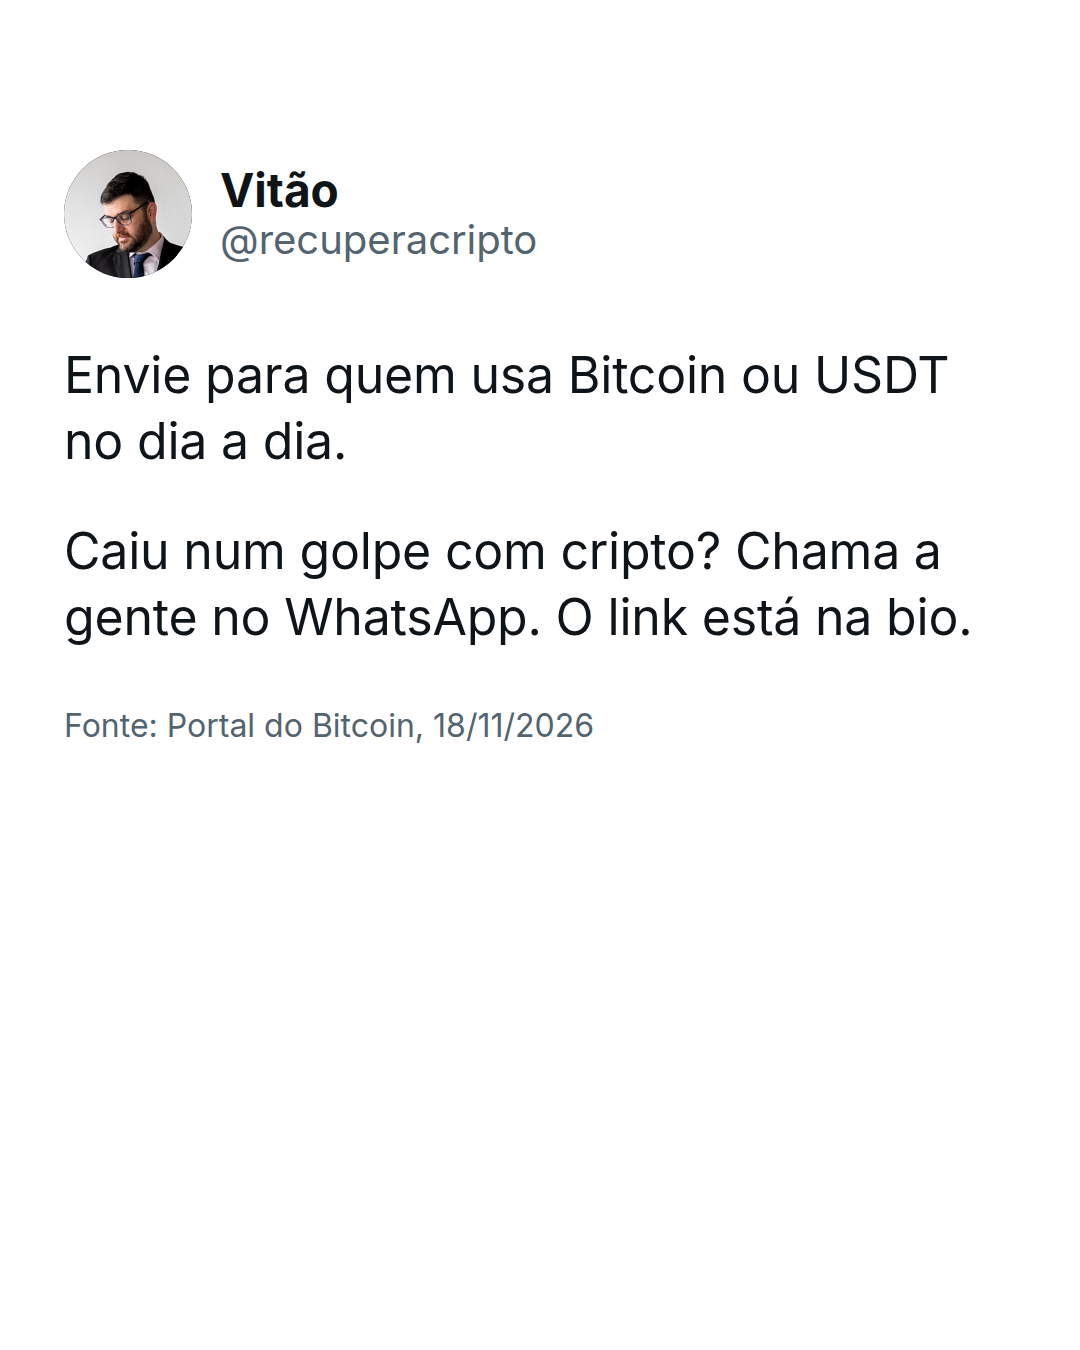 Vitão
@recuperacripto
Envie para quem usa Bitcoin ou USDT
no dia a dia.
Caiu num golpe com cripto? Chama a
gente no WhatsApp. O link está na bio.
Fonte: Portal do Bitcoin, 18/11/2026